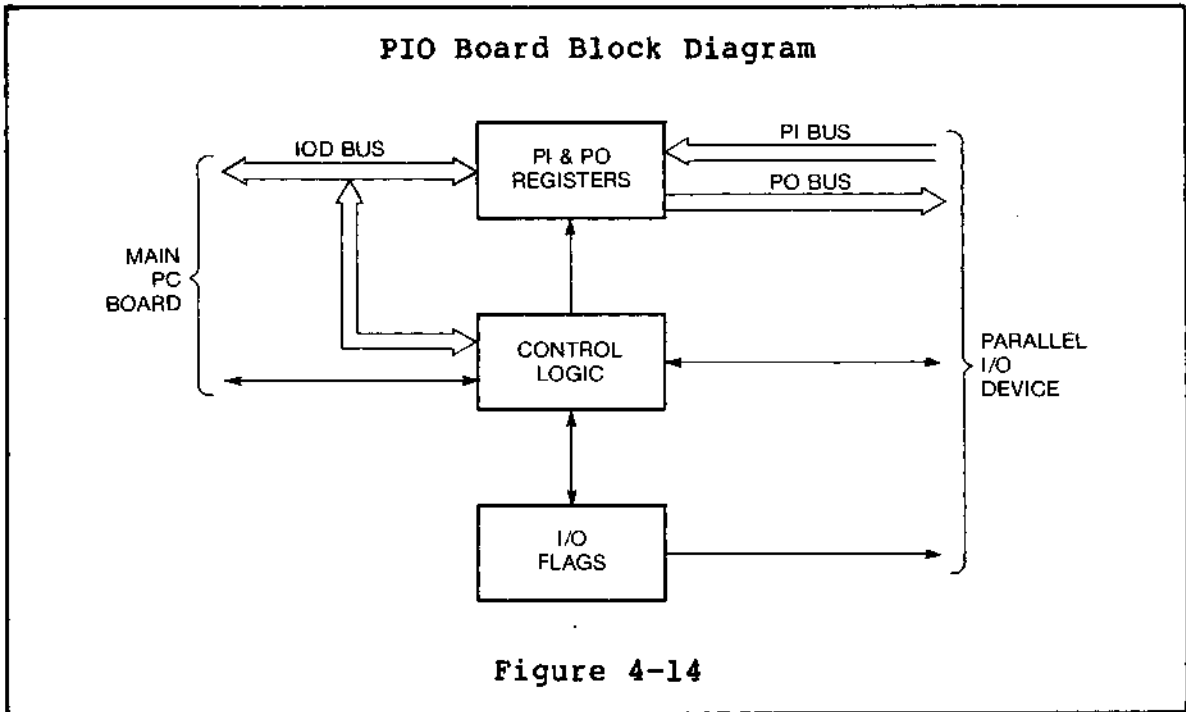 PIO Board Block Diagram
IOD BUS
PI & PO
REGISTERS
PI BUS
PO BUS
MAIN
PC
BOARD
CONTROL
LOGIC
PARALLEL
I/O
DEVICE
I/O
FLAGS
Figure 4-14